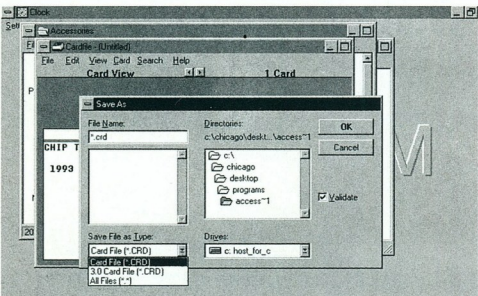 Clock
Sett
Accessories
Cardfile - (Untitled)
File Edit View Card Search Help
Card View 1 Card
Save As
File Name:
*.crd
Directories:
c:\chicago\deskt...\access~1
OK
Cancel
c:\
chicago
desktop
programs
access~1
Validate
CHIP T
1993
M
Save File as Type:
Card File (*.CRD)
Card File (*.CRD)
3.0 Card File (*.CRD)
All Files (*.*)
Drives:
c: host_for_c
20